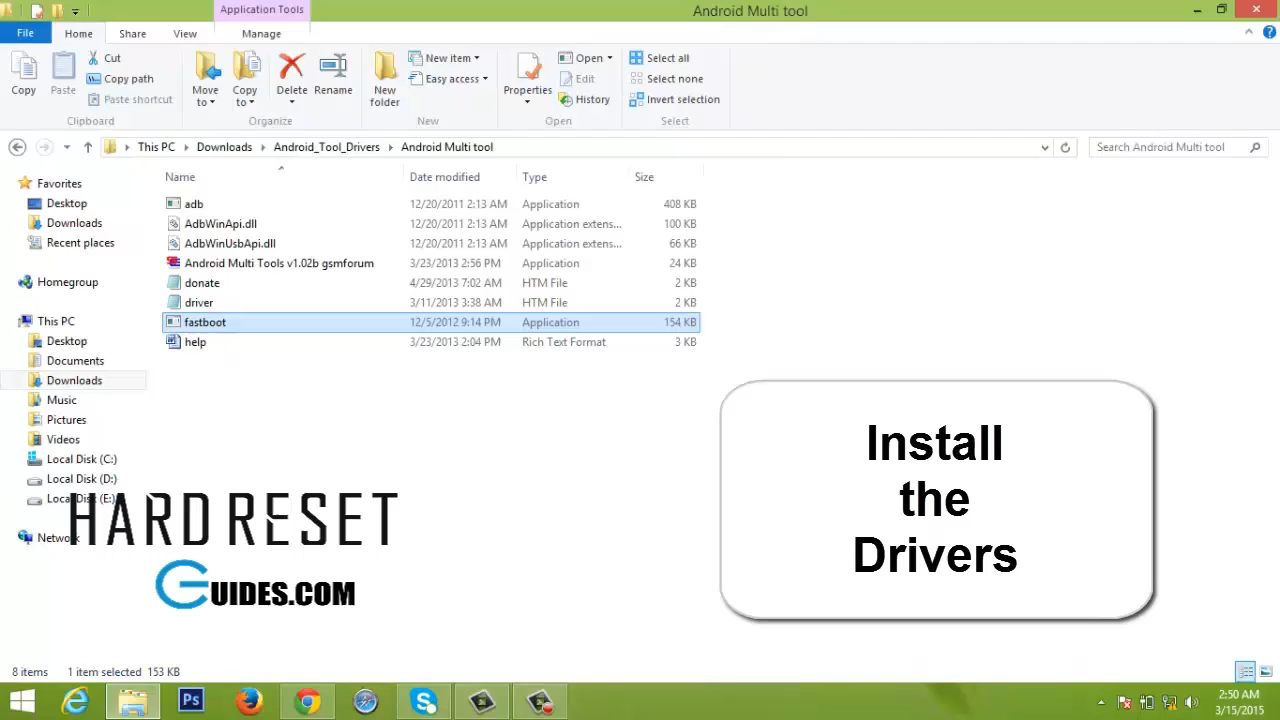 Application Tools
Android Multi tool
File
Home
Share
View
Manage
Copy
Paste
Cut
Copy path
Paste shortcut
Clipboard
Move to
Copy to
Delete
Rename
Organize
New folder
New item
Easy access
New
Properties
Open
Edit
History
Open
Select all
Select none
Invert selection
Select
This PC
Downloads
Android_Tool_Drivers
Android Multi tool
Search Android Multi tool
Name
Date modified
Type
Size
adb 12/20/2011 2:13 AM Application 408 KB
AdbWinApi.dll 12/20/2011 2:13 AM Application extens... 100 KB
AdbWinUsbApi.dll 12/20/2011 2:13 AM Application extens... 66 KB
Android Multi Tools v1.02b gsmforum 3/23/2013 2:56 PM Application 24 KB
donate 4/29/2013 7:02 AM HTM File 2 KB
driver 3/11/2013 3:38 AM HTM File 2 KB
fastboot 12/5/2012 9:14 PM Application 154 KB
help 3/23/2013 2:04 PM Rich Text Format 3 KB
Favorites
Desktop
Downloads
Recent places
Homegroup
This PC
Desktop
Documents
Downloads
Music
Pictures
Videos
Local Disk (C:)
Local Disk (D:)
Local Disk (E:)
Network
HARD RESET
GUIDES.COM
Install
the
Drivers
8 items 1 item selected 153 KB
Ps
2:50 AM
3/15/2015